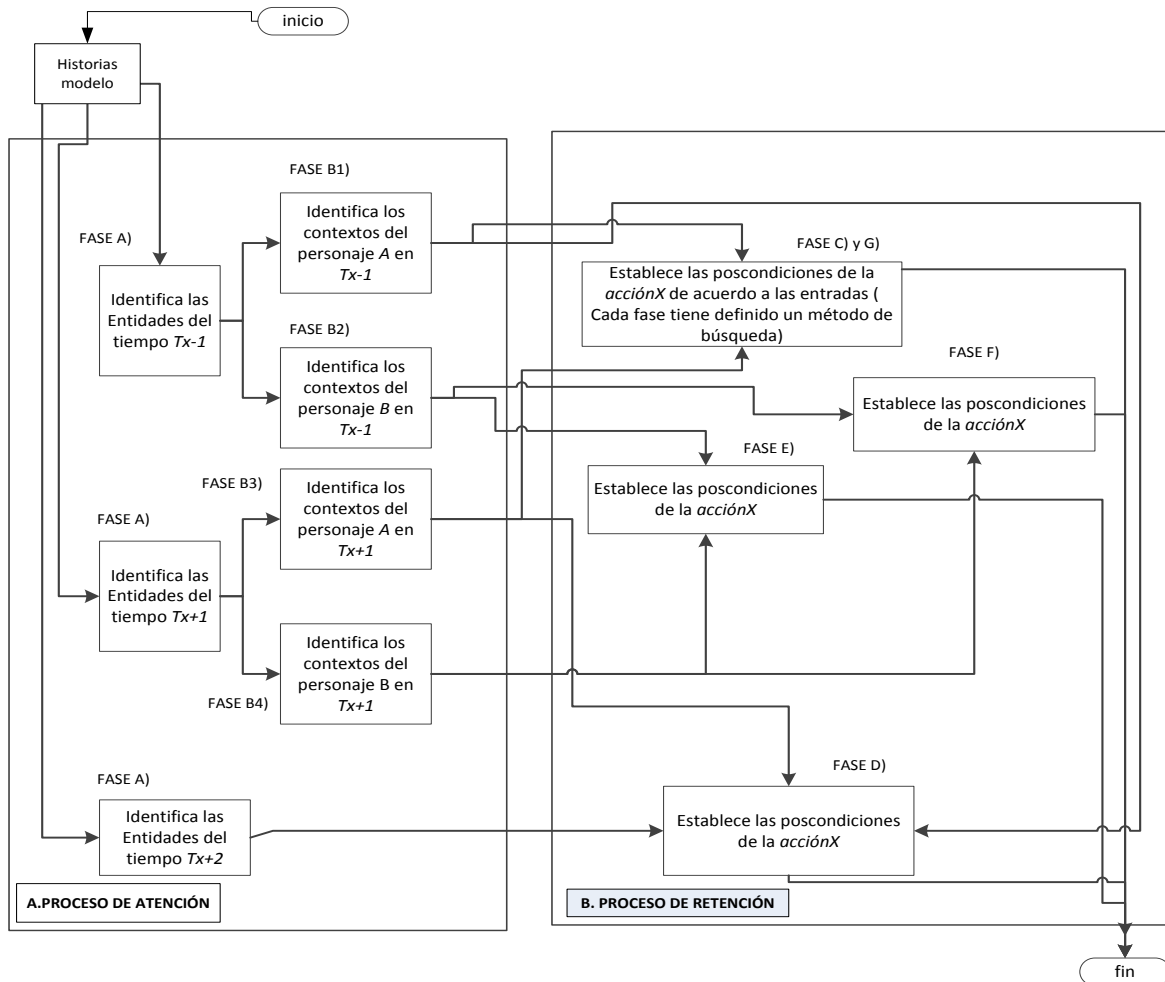 inicio
Historias
modelo
FASE A)
Identifica las
Entidades del
tiempo Tx-1
FASE B1)
Identifica los
contextos del
personaje A en
Tx-1
FASE B2)
Identifica los
contextos del
personaje B en
Tx-1
FASE A)
Identifica las
Entidades del
tiempo Tx+1
FASE B3)
Identifica los
contextos del
personaje A en
Tx+1
FASE B4)
Identifica los
contextos del
personaje B en
Tx+1
FASE A)
Identifica las
Entidades del
tiempo Tx+2
A.PROCESO DE ATENCIÓN
FASE C) y G)
Establece las poscondiciones de la
acciónX de acuerdo a las entradas (
Cada fase tiene definido un método de
búsqueda)
FASE F)
Establece las poscondiciones
de la acciónX
FASE E)
Establece las poscondiciones
de la acciónX
FASE D)
Establece las poscondiciones
de la acciónX
B. PROCESO DE RETENCIÓN
fin